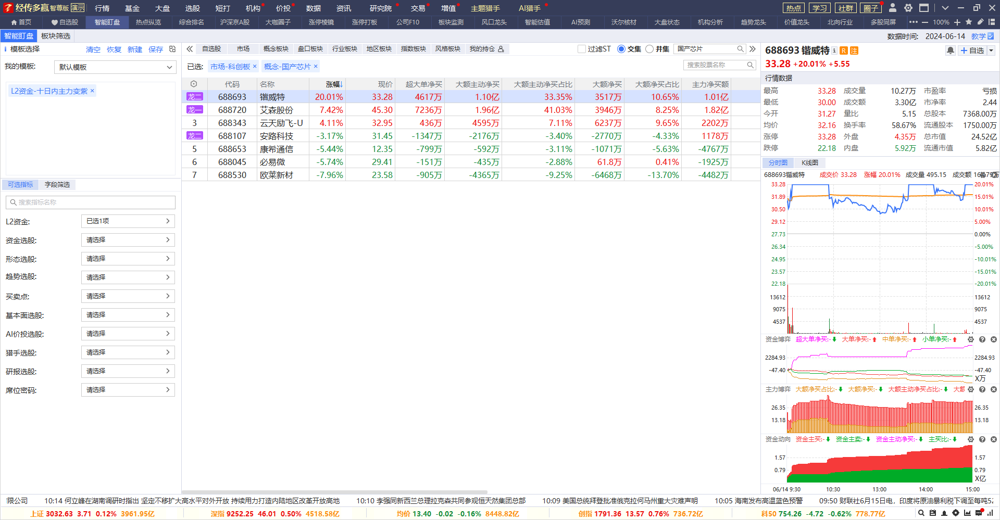 经传多赢 智尊版 演示 行情 基金 大盘 选股 短打 机构 价投 数据 资讯 研究院 交易 增值 主题猎手 AI猎手 热点 学习 社群 圈子
首页 自选股 智能盯盘 热点纵览 综合排名 沪深京A股 大咖圈子 涨停棱镜 涨停打板 公司F10 板块监测 风口龙头 智能估值 AI预测 沃尔核材 大盘状态 机构分析 趋势龙头 价值龙头 北向行业 多股同屏 100%
智能盯盘 板块筛选 数据时间: 2024-06-14 教学
模板选择 清空 恢复 新建 保存
我的模板: 默认模板
L2资金-十日内主力变紫 ×
可选指标 字段筛选
搜索指标名称
L2资金: 已选1项
资金选股: 请选择
形态选股: 请选择
趋势选股: 请选择
买卖点: 请选择
基本面选股: 请选择
AI价投选股: 请选择
猎手选股: 请选择
研报选股: 请选择
席位密码: 请选择
自选股 市场 概念板块 盘口板块 行业板块 地区板块 指数板块 风格板块 我的持仓 过滤ST 交集 并集 国产芯片
已选: 市场-科创板 × 概念-国产芯片 × 搜索股票名称
代码 名称 涨幅↓ 现价 超大单净买 大额主动净买 大额主动净买占比 大额净买 大额净买占比 主力净买额
龙二 688693 锴威特 20.01% 33.28 4617万 1.10亿 33.35% 3517万 10.65% 1.01亿
龙一 688720 艾森股份 7.42% 45.30 7236万 1.96亿 41.03% 3946万 8.25% 1.82亿
3 688343 云天励飞-U 4.11% 32.95 436万 4595万 7.11% 6237万 9.65% 2202万
龙二 688107 安路科技 -3.17% 31.45 -1347万 -2176万 -3.40% -2770万 -4.33% 1178万
5 688653 康希通信 -5.44% 12.35 -799万 -592万 -3.11% -1071万 -5.63% -4767万
6 688045 必易微 -5.74% 29.41 -151万 -435万 -2.88% 61.8万 0.41% -1925万
7 688530 欧莱新材 -7.96% 23.58 -905万 -4365万 -9.25% -6468万 -13.70% -4482万
688693 锴威特 i R 注 + 自选
33.28 +20.01% +5.55
行情数据
最高 33.28 成交量 10.27万 市盈率 亏损
最低 30.00 成交额 3.30亿 市净率 2.44
今开 31.27 量比 5.15 总股本 7368.00万
均价 32.16 换手率 58.67% 流通股本 1750.00万
涨停 33.28 外盘 4.35万 总市值 24.52亿
跌停 22.18 内盘 5.92万 流通市值 5.82亿
分时图 K线图
688693锴威特 成交价 33.28 涨幅 20.01% 成交量 495.15 成交额
33.28 20.01%
31.89 15.01%
30.50 10.01%
29.12 5.00%
27.73 0.00%
26.34 -5.00%
24.95 -10.01%
23.57 -15.01%
22.18 -20.01%
13612 13612
9075 9075
4537 4537
资金博弈 超大单净买:-⬇ 大单净买:-⬆ 中单净买:-⬆ 小单净买:-⬆
2284.93 2284.93
-47.40 -47.40
X万
主力博弈 大额净买占比:-⬇ 大额净买:-⬇ 大额主动净买占比:-⬇ 大额
26.35 26.35
13.18 13.18
资金动向 资金主买:-⬇ 资金主卖:-⬇ 资金主动净买:-⬇ 主买比:-⬇
1.57 1.57
0.79 0.79
X亿
06/14 9:30 10:30 13:00 14:00 15:00
有限公司 10:14 何立峰在湖南调研时指出 坚定不移扩大高水平对外开放 持续用力打造内陆地区改革开放高地 10:10 李强同新西兰总理拉克森共同参观恒天然集团总部 10:09 美国总统拜登批准俄克拉何马州重大灾难声明 10:05 海南发布高温蓝色预警 09:50 财联社6月15日电，印度将原油暴利税下调至每吨52
上证 3032.63 3.71 0.12% 3961.95亿 深指 9252.25 46.01 0.50% 4518.58亿 均价 13.40 -0.02 -0.16% 8448.82亿 创指 1791.36 13.57 0.76% 736.72亿 科50 754.26 -4.72 -0.62% 778.77亿